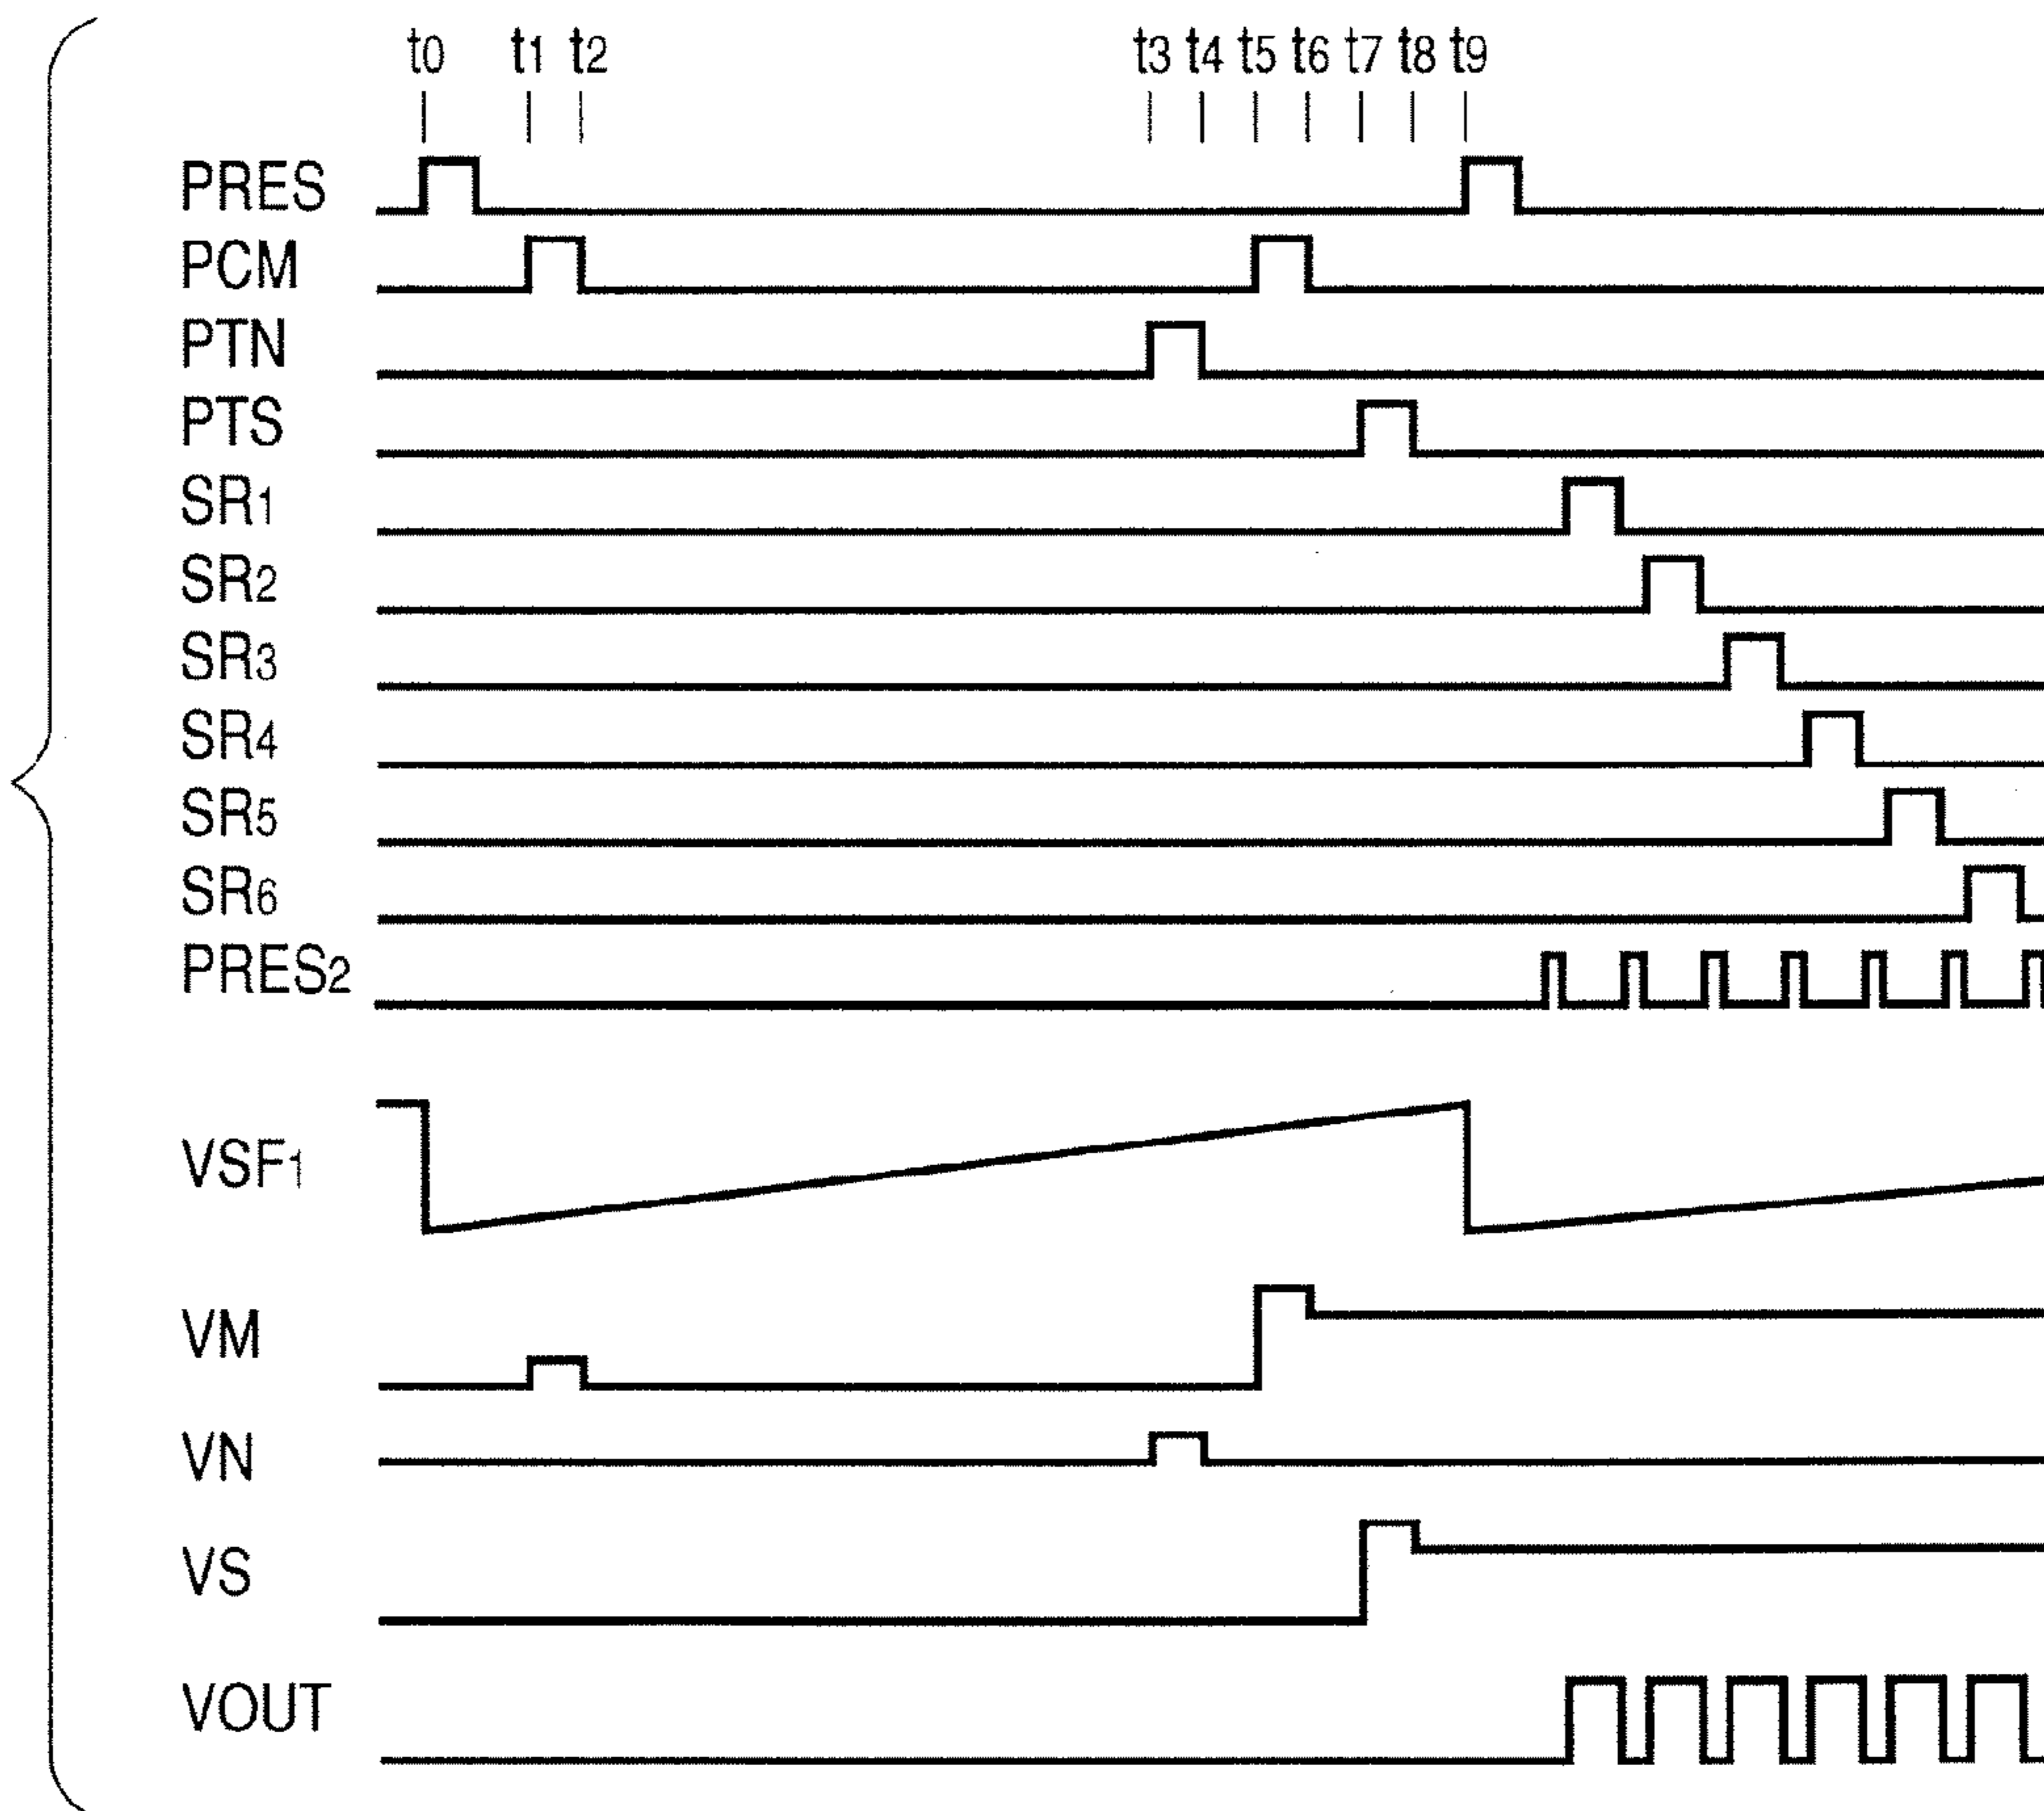 t0 t1 t2 t3 t4 t5 t6 t7 t8 t9
PRES
PCM
PTN
PTS
SR1
SR2
SR3
SR4
SR5
SR6
PRES2
VSF1
VM
VN
VS
VOUT